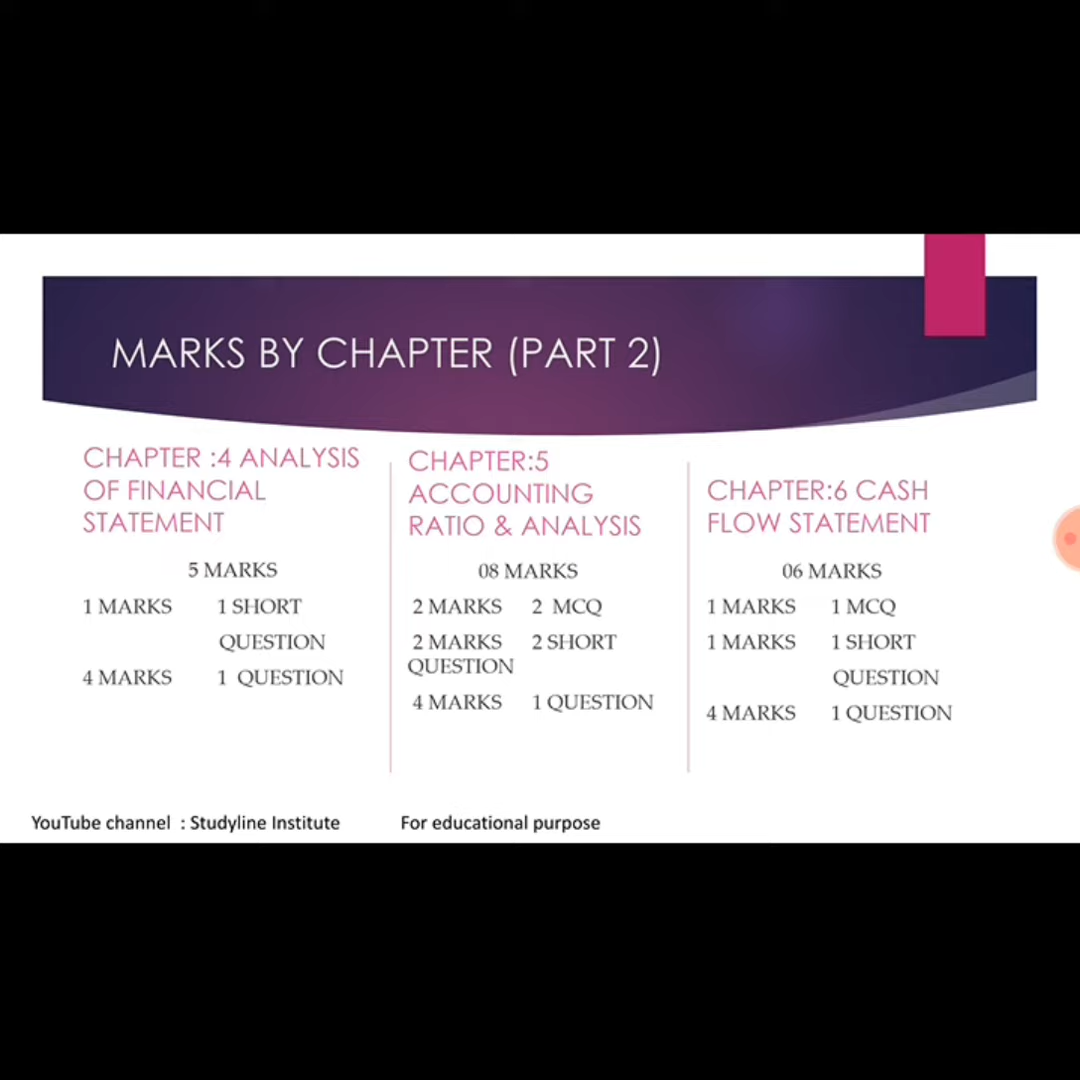 MARKS BY CHAPTER (PART 2)
CHAPTER :4 ANALYSIS
OF FINANCIAL
STATEMENT
5 MARKS
1 MARKS 1 SHORT
QUESTION
4 MARKS 1 QUESTION
CHAPTER:5
ACCOUNTING
RATIO & ANALYSIS
08 MARKS
2 MARKS 2 MCQ
2 MARKS 2 SHORT
QUESTION
4 MARKS 1 QUESTION
CHAPTER:6 CASH
FLOW STATEMENT
06 MARKS
1 MARKS 1 MCQ
1 MARKS 1 SHORT
QUESTION
4 MARKS 1 QUESTION
YouTube channel : Studyline Institute For educational purpose